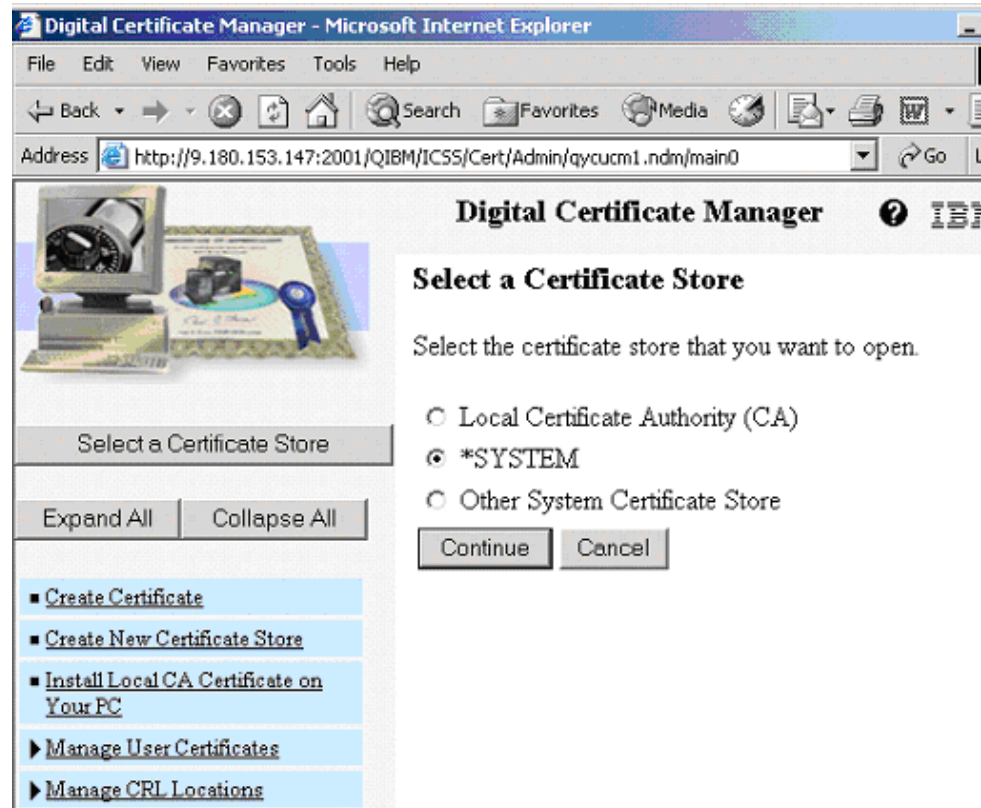 Digital Certificate Manager - Microsoft Internet Explorer
File Edit View Favorites Tools Help
Back Search Favorites Media
Address http://9.180.153.147:2001/QIBM/ICSS/Cert/Admin/qycucm1.ndm/main0 Go
Digital Certificate Manager
Select a Certificate Store
Select the certificate store that you want to open.
Local Certificate Authority (CA)
*SYSTEM
Other System Certificate Store
Continue Cancel
Select a Certificate Store
Expand All Collapse All
Create Certificate
Create New Certificate Store
Install Local CA Certificate on
Your PC
Manage User Certificates
Manage CRL Locations